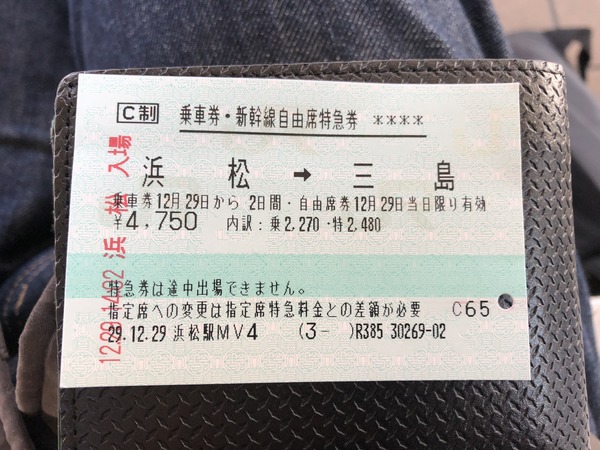 C制 乗車券・新幹線自由席特急券 ****
浜松 → 三島
乗車券12月29日から 2日間・自由席券12月29日当日限り有効
¥4,750 内訳：乗2,270・特2,480
特急券は途中出場できません。
指定席への変更は指定席特急料金との差額が必要 C65
29.12.29 浜松駅MV4 (3- )R385 30269-02
浜松 入場